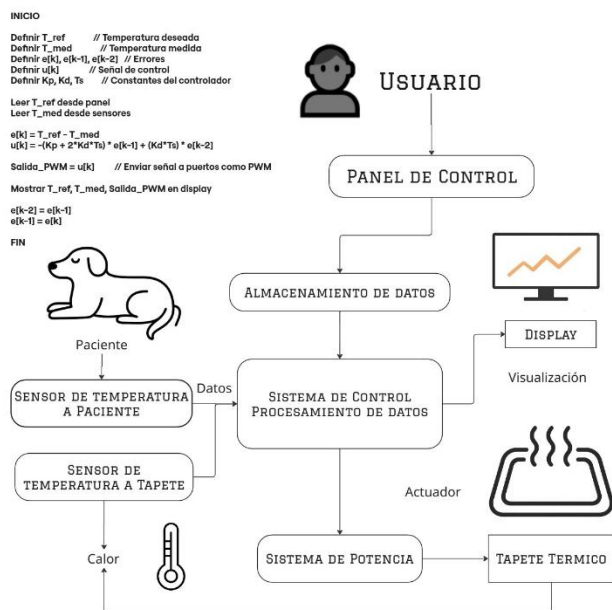 INICIO
Definir T_ref // Temperatura deseada
Definir T_med // Temperatura medida
Definir e[k], e[k-1], e[k-2] // Errores
Definir u[k] // Señal de control
Definir Kp, Kd, Ts // Constantes del controlador
Leer T_ref desde panel
Leer T_med desde sensores
e[k] = T_ref - T_med
u[k] = -(Kp + 2*Kd*Ts) * e[k-1] + (Kd*Ts) * e[k-2]
Salida_PWM = u[k] // Enviar señal a puertos como PWM
Mostrar T_ref, T_med, Salida_PWM en display
e[k-2] = e[k-1]
e[k-1] = e[k]
FIN
USUARIO
PANEL DE CONTROL
ALMACENAMIENTO DE DATOS
DISPLAY
Visualización
Paciente
SENSOR DE TEMPERATURA
A PACIENTE
Datos
SISTEMA DE CONTROL
PROCESAMIENTO DE DATOS
SENSOR DE
TEMPERATURA A TAPETE
Actuador
Calor
SISTEMA DE POTENCIA
TAPETE TERMICO